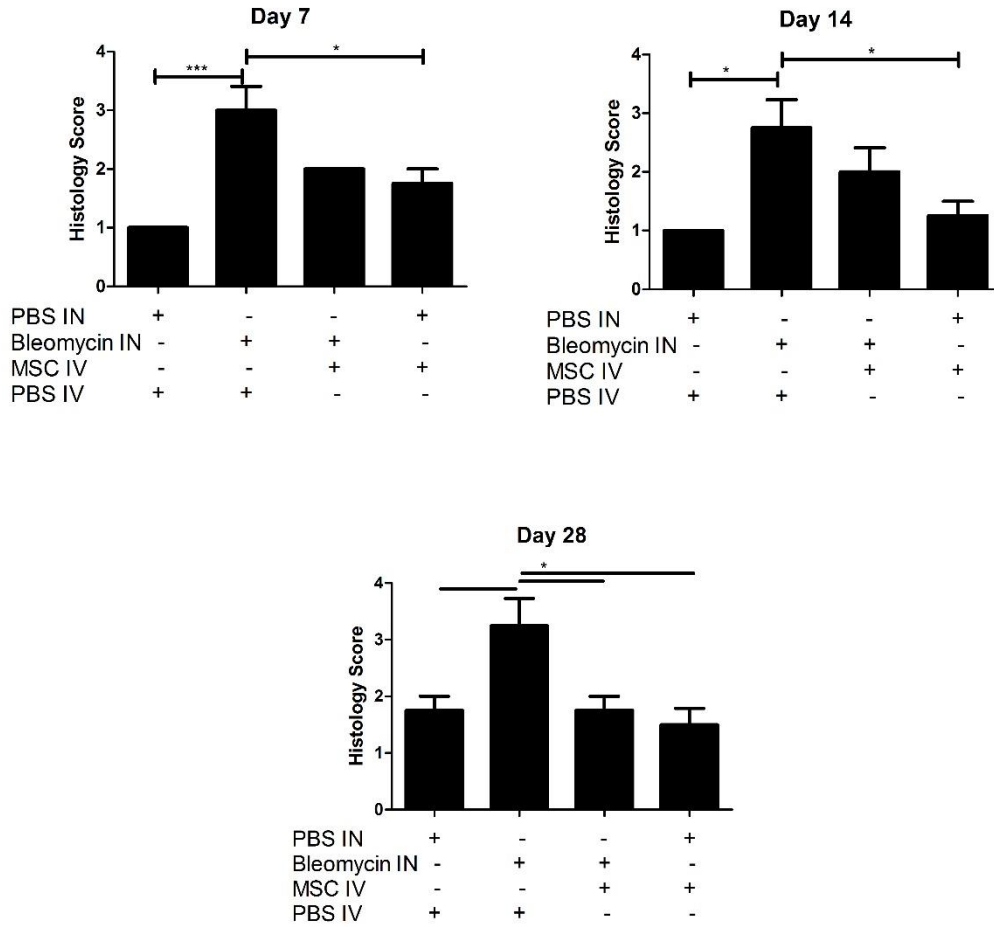 Day 7
***
*
Histology Score
4
3
2
1
0
PBS IN + - - +
Bleomycin IN - + + -
MSC IV - - + +
PBS IV + + - -
Day 14
*
*
Histology Score
4
3
2
1
0
PBS IN + - - +
Bleomycin IN - + + -
MSC IV - - + +
PBS IV + + - -
Day 28
*
Histology Score
4
3
2
1
0
PBS IN + - - +
Bleomycin IN - + + -
MSC IV - - + +
PBS IV + + - -